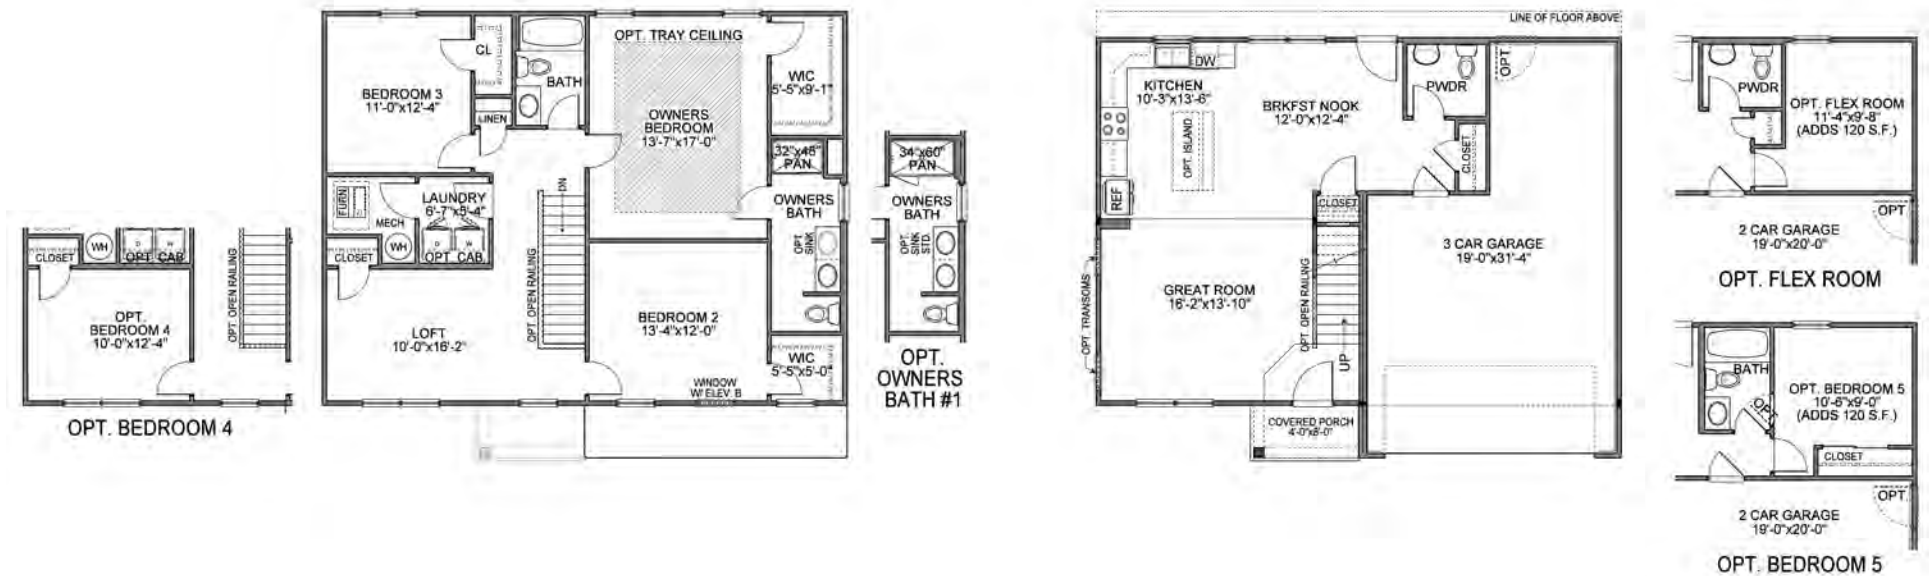 CLOSET
WH
D
W
OPT. CAB.
OPT. OPEN RAILING
OPT.
BEDROOM 4
10'-0"x12'-4"
OPT. BEDROOM 4
OPT. TRAY CEILING
CL
BATH
BEDROOM 3
11'-0"x12'-4"
LINEN
OWNERS
BEDROOM
13'-7"x17'-0"
WIC
5'-5"x9'-1"
32"x48"
PAN
FURN
LAUNDRY
6'-7"x5'-4"
MECH
DN
OWNERS
BATH
OPT.
SINK
CLOSET
WH
D
W
OPT. CAB.
OPT. OPEN RAILING
LOFT
10'-0"x16'-2"
BEDROOM 2
13'-4"x12'-0"
WIC
5'-5"x5'-0"
WINDOW
W/ ELEV. B
34"x60"
PAN
OWNERS
BATH
OPT.
SINK
STD.
OPT.
OWNERS
BATH #1
LINE OF FLOOR ABOVE
DW
KITCHEN
10'-3"x13'-6"
BRKFST NOOK
12'-0"x12'-4"
PWDR
OPT.
OPT. ISLAND
CLOSET
REF
CLOSET
3 CAR GARAGE
19'-0"x31'-4"
OPT. TRANSOMS
GREAT ROOM
16'-2"x13'-10"
OPT. OPEN RAILING
UP
COVERED PORCH
4'-0"x8'-0"
PWDR
OPT. FLEX ROOM
11'-4"x9'-8"
(ADDS 120 S.F.)
OPT.
2 CAR GARAGE
19'-0"x20'-0"
OPT. FLEX ROOM
BATH
OPT.
OPT. BEDROOM 5
10'-6"x9'-0"
(ADDS 120 S.F.)
CLOSET
OPT.
2 CAR GARAGE
19'-0"x20'-0"
OPT. BEDROOM 5